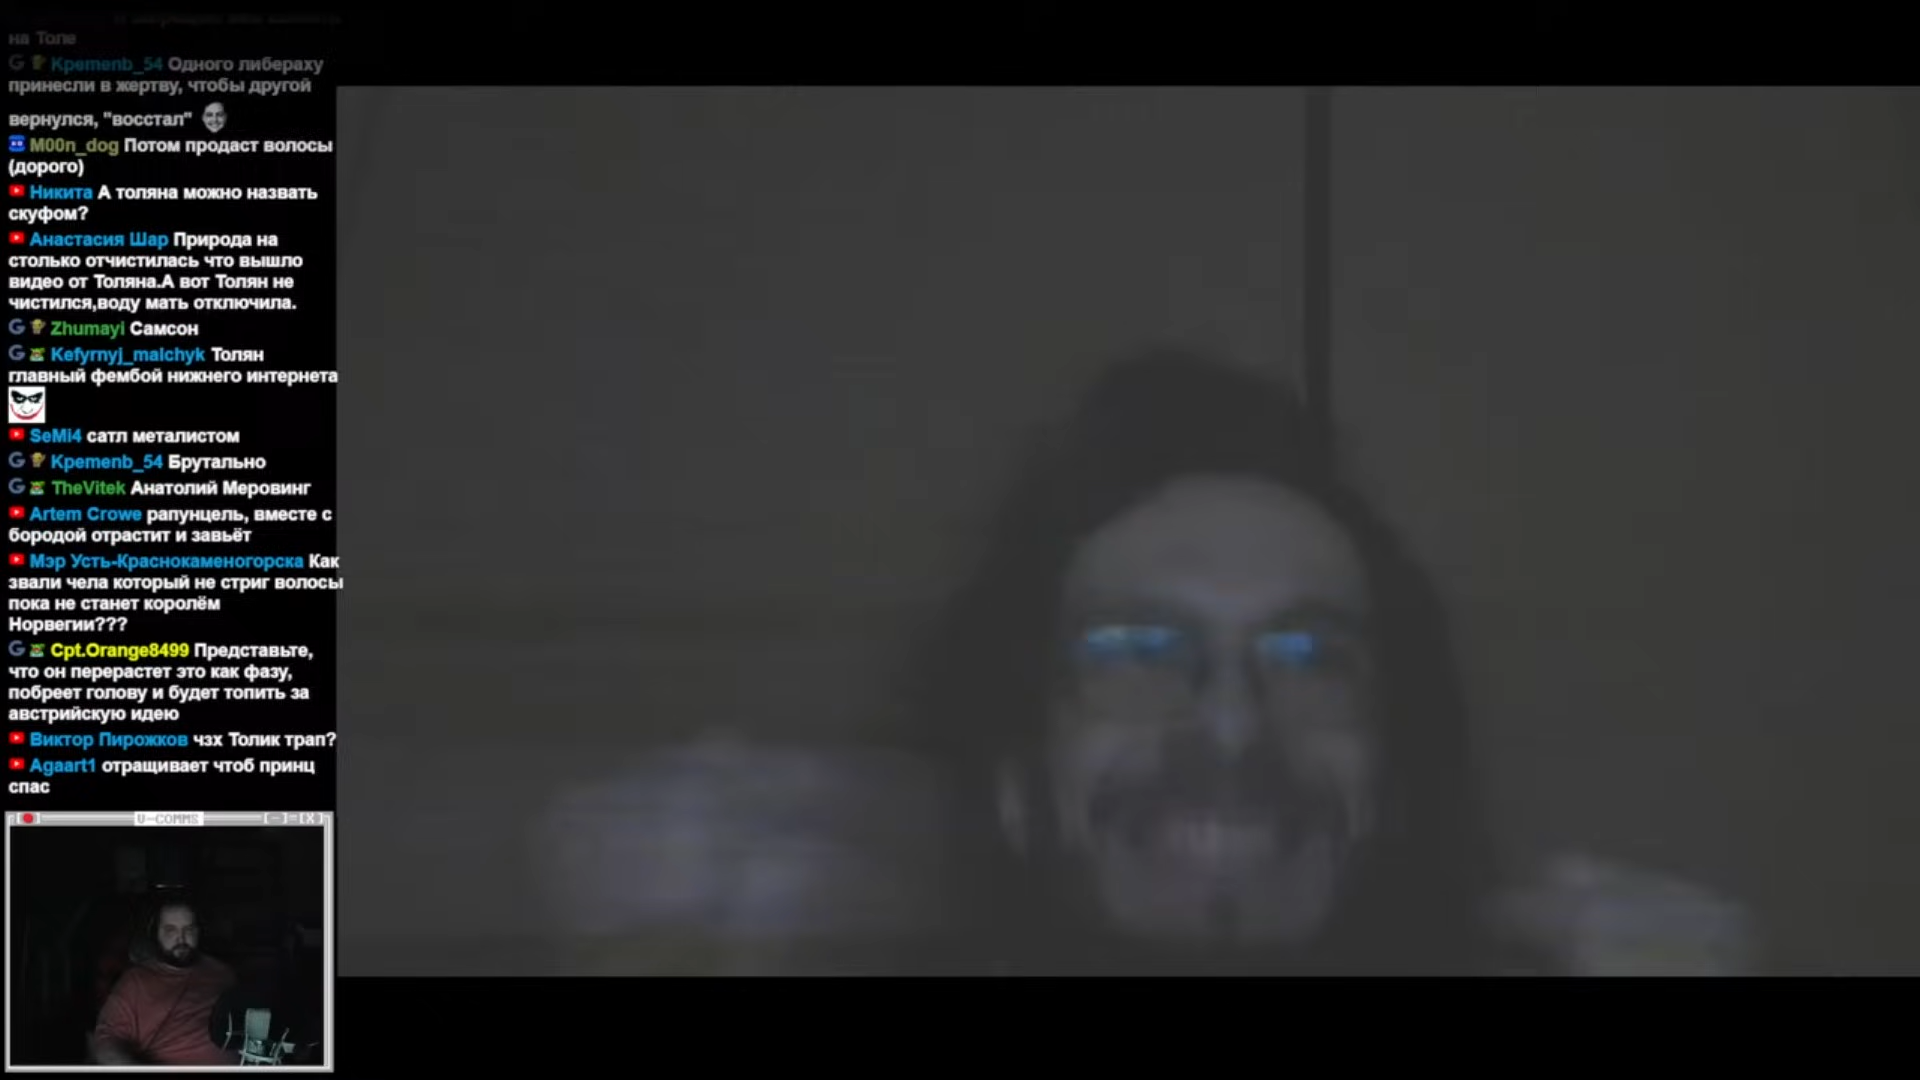 на Толе
Kpemenb_54 Одного либераху
принесли в жертву, чтобы другой
вернулся, "восстал"
M00n_dog Потом продаст волосы
(дорого)
Никита А толяна можно назвать
скуфом?
Анастасия Шар Природа на
столько отчистилась что вышло
видео от Толяна.А вот Толян не
чистился,воду мать отключила.
Zhumayi Самсон
Kefyrnyj_malchyk Толян
главный фембой нижнего интернета
SeMi4 сатл металистом
Kpemenb_54 Брутально
TheVitek Анатолий Меровинг
Artem Crowe рапунцель, вместе с
бородой отрастит и завьёт
Мэр Усть-Краснокаменогорска Как
звали чела который не стриг волосы
пока не станет королём
Норвегии???
Cpt.Orange8499 Представьте,
что он перерастет это как фазу,
побреет голову и будет топить за
австрийскую идею
Виктор Пирожков чзх Толик трап?
Agaart1 отращивает чтоб принц
спас
U-COMMS [-]=[X]